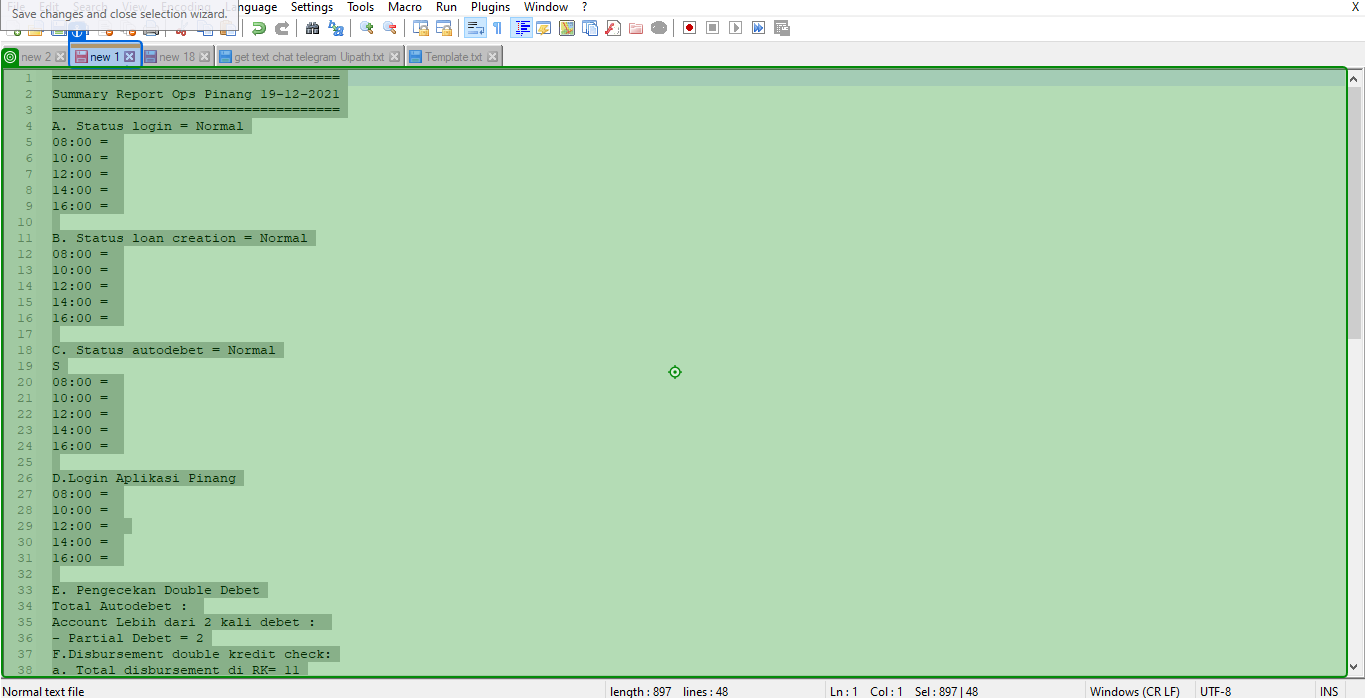 Save changes and close selection wizard.
nguage Settings Tools Macro Run Plugins Window ? X
new 2 new 1 new 18 get text chat telegram Uipath.txt Template.txt
1 ====================================
2 Summary Report Ops Pinang 19-12-2021
3 ====================================
4 A. Status login = Normal
5 08:00 =
6 10:00 =
7 12:00 =
8 14:00 =
9 16:00 =
10
11 B. Status loan creation = Normal
12 08:00 =
13 10:00 =
14 12:00 =
15 14:00 =
16 16:00 =
17
18 C. Status autodebet = Normal
19 S
20 08:00 =
21 10:00 =
22 12:00 =
23 14:00 =
24 16:00 =
25
26 D.Login Aplikasi Pinang
27 08:00 =
28 10:00 =
29 12:00 =
30 14:00 =
31 16:00 =
32
33 E. Pengecekan Double Debet
34 Total Autodebet :
35 Account Lebih dari 2 kali debet :
36 - Partial Debet = 2
37 F.Disbursement double kredit check:
38 a. Total disbursement di RK= 11
Normal text file length : 897 lines : 48 Ln : 1 Col : 1 Sel : 897 | 48 Windows (CR LF) UTF-8 INS